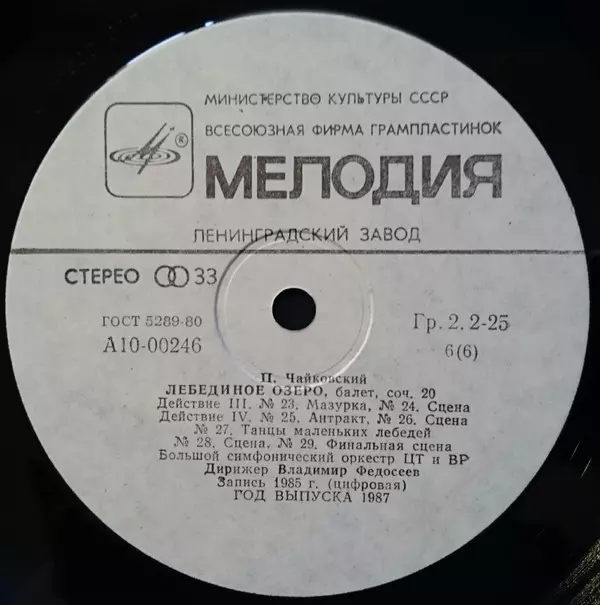 МИНИСТЕРСТВО КУЛЬТУРЫ СССР
ВСЕСОЮЗНАЯ ФИРМА ГРАМПЛАСТИНОК
®
МЕЛОДИЯ
ЛЕНИНГРАДСКИЙ ЗАВОД
СТЕРЕО 33
ГОСТ 5289-80
Гр. 2. 2-25
А10-00246
6(6)
П. Чайковский
ЛЕБЕДИНОЕ ОЗЕРО, балет, соч. 20
Действие III. № 23. Мазурка, № 24. Сцена
Действие IV. № 25. Антракт, № 26. Сцена
№ 27. Танцы маленьких лебедей
№ 28. Сцена, № 29. Финальная сцена
Большой симфонический оркестр ЦТ и ВР
Дирижер Владимир Федосеев
Запись 1985 г. (цифровая)
ГОД ВЫПУСКА 1987